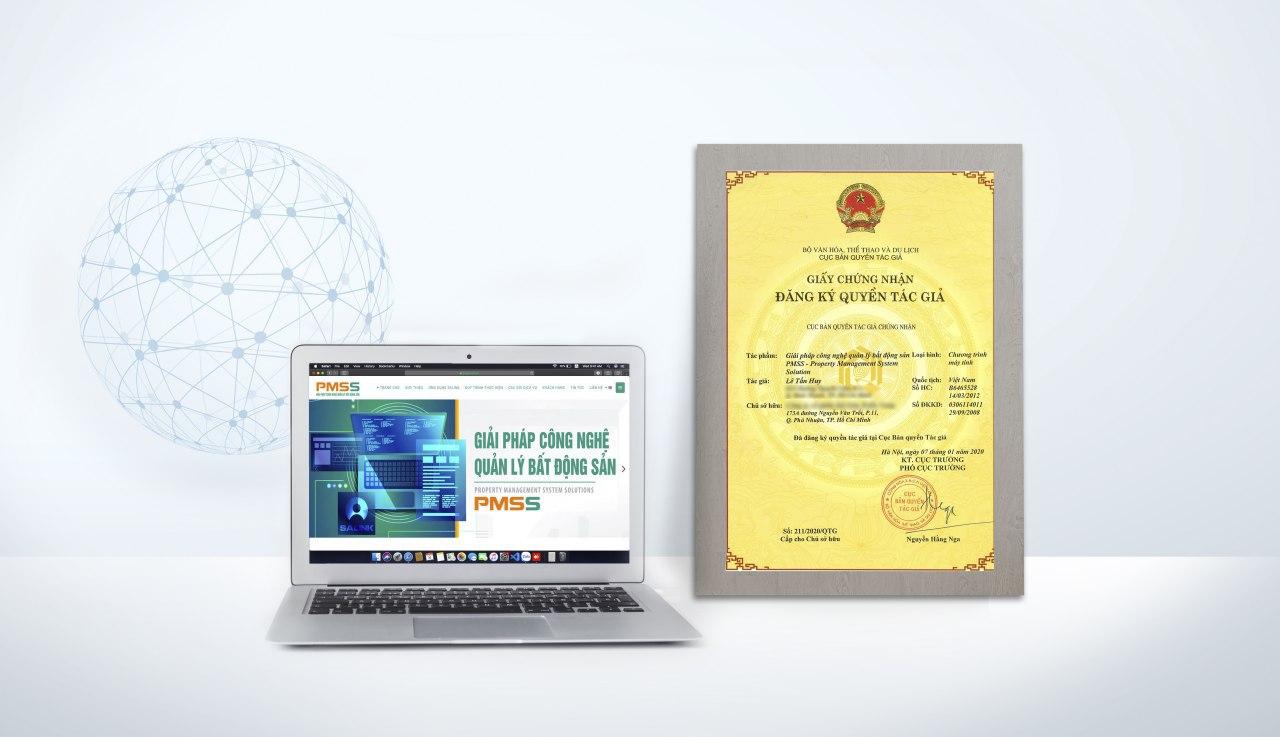 PMSS
GIẢI PHÁP CÔNG NGHỆ
QUẢN LÝ BẤT ĐỘNG SẢN
PROPERTY MANAGEMENT SYSTEM SOLUTIONS
PMSS
SALINK
BỘ VĂN HÓA, THỂ THAO VÀ DU LỊCH
CỤC BẢN QUYỀN TÁC GIẢ
GIẤY CHỨNG NHẬN
ĐĂNG KÝ QUYỀN TÁC GIẢ
CỤC BẢN QUYỀN TÁC GIẢ CHỨNG NHẬN
Tác phẩm: Giải pháp công nghệ quản lý bất động sản Loại hình: Chương trình
PMSS - Property Management System máy tính
Solution
Tác giả: Lê Tấn Huy Quốc tịch: Việt Nam
Số HC: B6465528
14/03/2012
Chủ sở hữu: Số ĐKKD: 0306114011
175A đường Nguyễn Văn Trỗi, P.11, 29/09/2008
Q. Phú Nhuận, TP. Hồ Chí Minh
Đã đăng ký quyền tác giả tại Cục Bản quyền Tác giả
Hà Nội, ngày 07 tháng 01 năm 2020
KT. CỤC TRƯỞNG
PHÓ CỤC TRƯỞNG
CỤC
BẢN QUYỀN
TÁC GIẢ
Số: 211/2020/QTG
Cấp cho Chủ sở hữu Nguyễn Hằng Nga